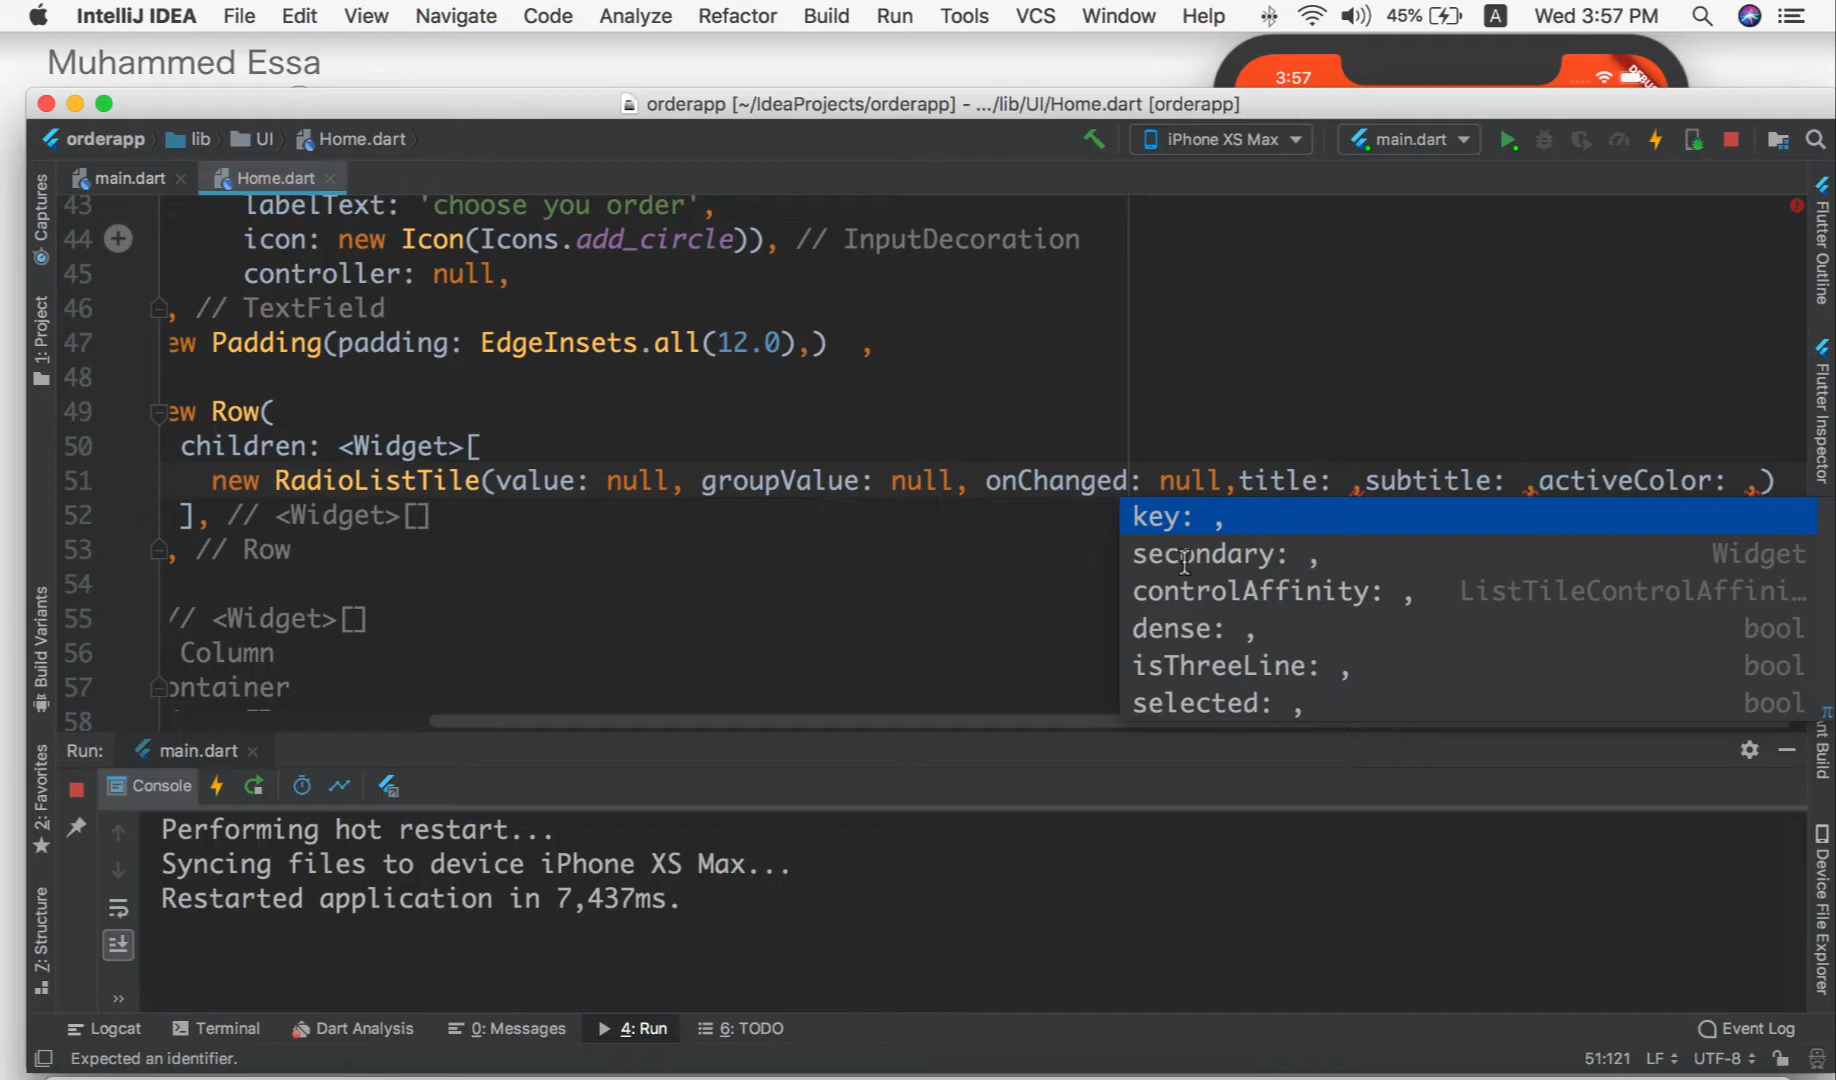 IntelliJ IDEA File Edit View Navigate Code Analyze Refactor Build Run Tools VCS Window Help 45% A Wed 3:57 PM
Muhammed Essa
3:57
DEBUG
orderapp [~/IdeaProjects/orderapp] - .../lib/UI/Home.dart [orderapp]
orderapp lib UI Home.dart iPhone XS Max main.dart
main.dart Home.dart
43 labelText: 'choose you order',
44 icon: new Icon(Icons.add_circle)), // InputDecoration
45 controller: null,
46 , // TextField
47 ew Padding(padding: EdgeInsets.all(12.0),) ,
48
49 ew Row(
50 children: <Widget>[
51 new RadioListTile(value: null, groupValue: null, onChanged: null,title: ,subtitle: ,activeColor: ,)
52 ], // <Widget>[]
53 , // Row
54
55 // <Widget>[]
56 Column
57 ontainer
58
key: ,
secondary: , Widget
controlAffinity: , ListTileControlAffini...
dense: , bool
isThreeLine: , bool
selected: , bool
Captures
1: Project
Build Variants
2: Favorites
Z: Structure
Flutter Outline
Flutter Inspector
Ant Build
Device File Explorer
Run: main.dart
Console
Performing hot restart...
Syncing files to device iPhone XS Max...
Restarted application in 7,437ms.
»
Logcat Terminal Dart Analysis 0: Messages 4: Run 6: TODO Event Log
Expected an identifier. 51:121 LF UTF-8